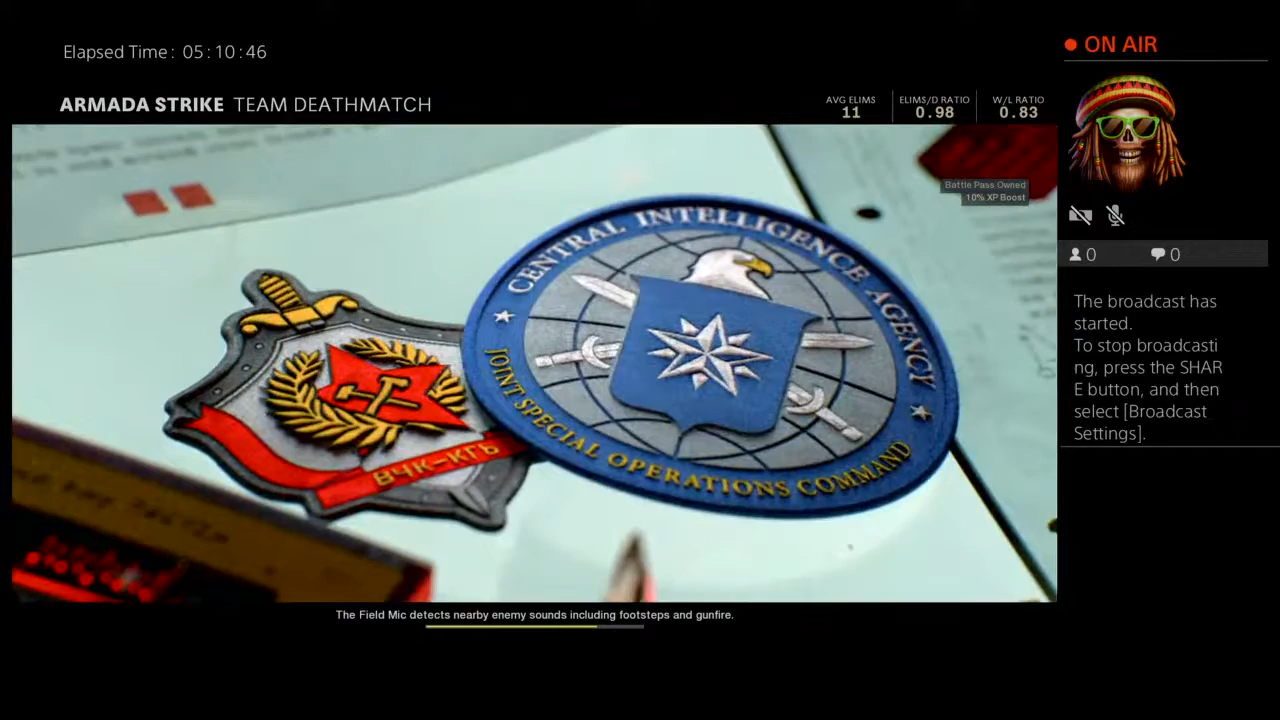 Elapsed Time: 05:10:46
ON AIR
ARMADA STRIKE TEAM DEATHMATCH
AVG ELIMS
11
ELIMS/D RATIO
0.98
W/L RATIO
0.83
Battle Pass Owned
10% XP Boost
CENTRAL INTELLIGENCE AGENCY
JOINT SPECIAL OPERATIONS COMMAND
ВЧК-КГБ
0
0
The broadcast has
started.
To stop broadcasti
ng, press the SHAR
E button, and then
select [Broadcast
Settings].
The Field Mic detects nearby enemy sounds including footsteps and gunfire.